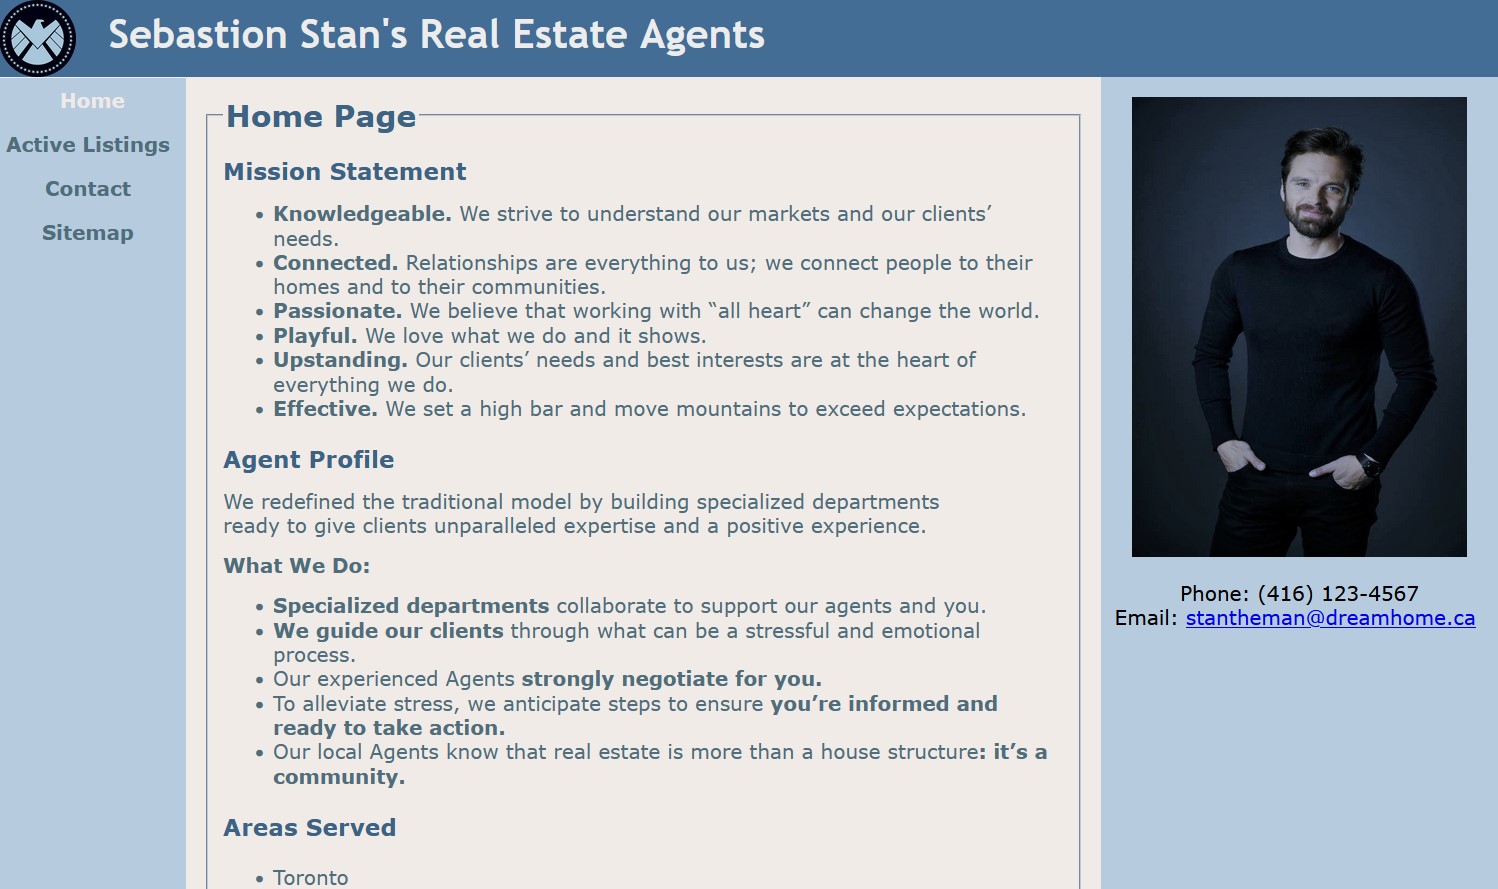 Sebastion Stan's Real Estate Agents
Home
Active Listings
Contact
Sitemap
Home Page
Mission Statement
• Knowledgeable. We strive to understand our markets and our clients’
needs.
• Connected. Relationships are everything to us; we connect people to their
homes and to their communities.
• Passionate. We believe that working with “all heart” can change the world.
• Playful. We love what we do and it shows.
• Upstanding. Our clients’ needs and best interests are at the heart of
everything we do.
• Effective. We set a high bar and move mountains to exceed expectations.
Agent Profile
We redefined the traditional model by building specialized departments
ready to give clients unparalleled expertise and a positive experience.
What We Do:
• Specialized departments collaborate to support our agents and you.
• We guide our clients through what can be a stressful and emotional
process.
• Our experienced Agents strongly negotiate for you.
• To alleviate stress, we anticipate steps to ensure you’re informed and
ready to take action.
• Our local Agents know that real estate is more than a house structure: it’s a
community.
Areas Served
• Toronto
Phone: (416) 123-4567
Email: stantheman@dreamhome.ca